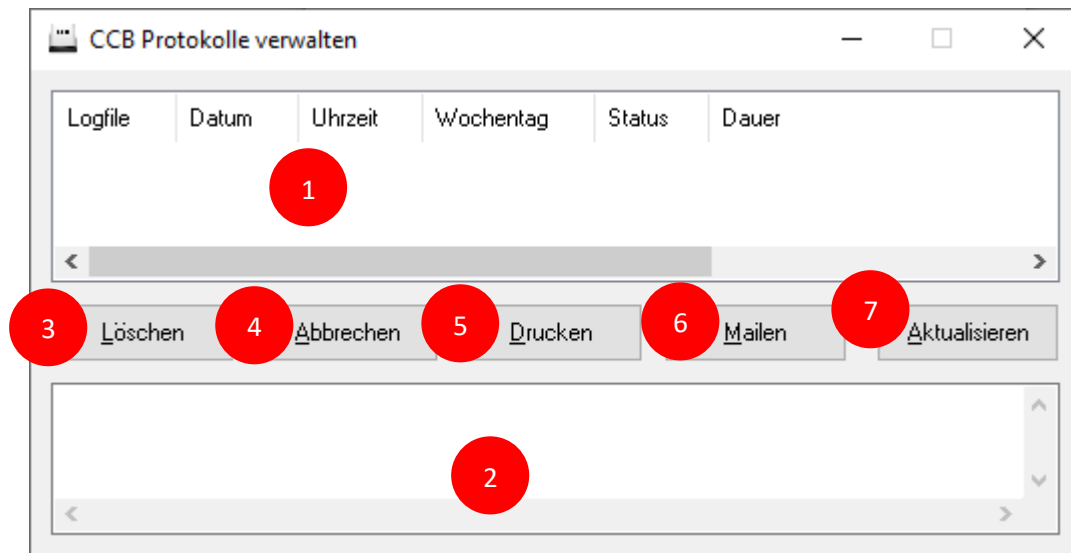 CCB Protokolle verwalten
Logfile Datum Uhrzeit Wochentag Status Dauer
1
3 Löschen 4 Abbrechen 5 Drucken 6 Mailen 7 Aktualisieren
2